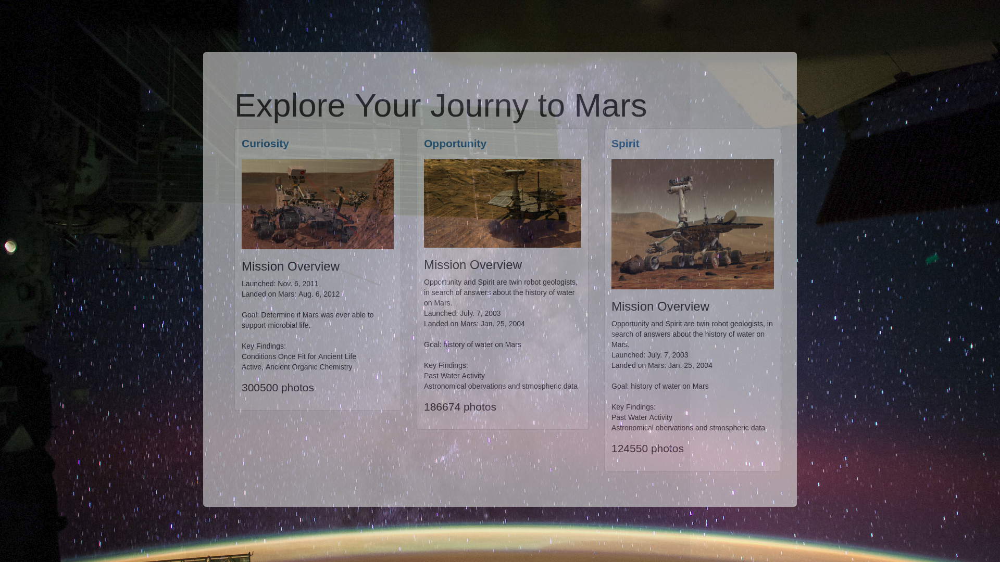 Explore Your Journy to Mars
Curiosity
Mission Overview
Launched: Nov. 6, 2011
Landed on Mars: Aug. 6, 2012
Goal: Determine if Mars was ever able to
support microbial life.
Key Findings:
Conditions Once Fit for Ancient Life
Active, Ancient Organic Chemistry
300500 photos
Opportunity
Mission Overview
Opportunity and Spirit are twin robot geologists,
in search of answers about the history of water
on Mars.
Launched: July. 7, 2003
Landed on Mars: Jan. 25, 2004
Goal: history of water on Mars
Key Findings:
Past Water Activity
Astronomical obervations and stmospheric data
186674 photos
Spirit
Mission Overview
Opportunity and Spirit are twin robot geologists, in
search of answers about the history of water on
Mars.
Launched: July. 7, 2003
Landed on Mars: Jan. 25, 2004
Goal: history of water on Mars
Key Findings:
Past Water Activity
Astronomical obervations and stmospheric data
124550 photos